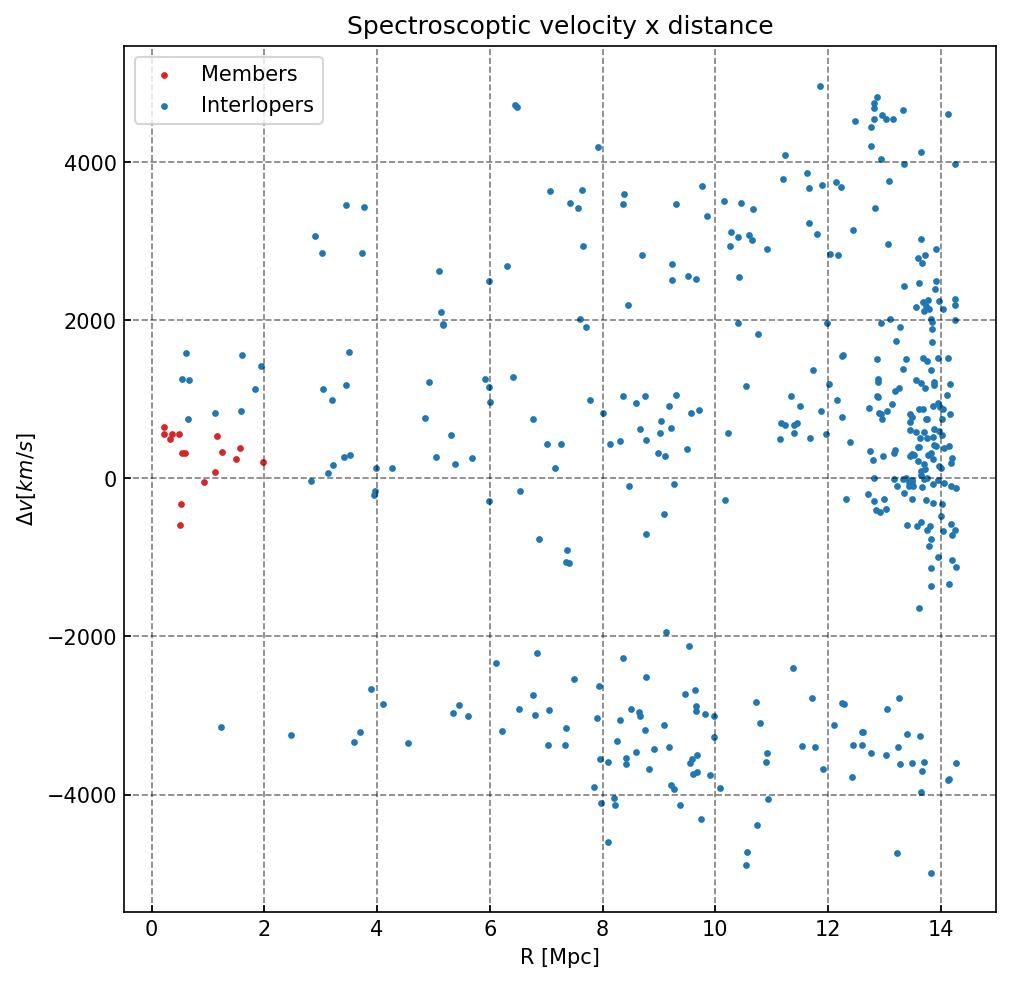 Spectroscoptic velocity x distance
Members
Interlopers
4000
2000
0
−2000
−4000
Δv[km/s]
0 2 4 6 8 10 12 14
R [Mpc]